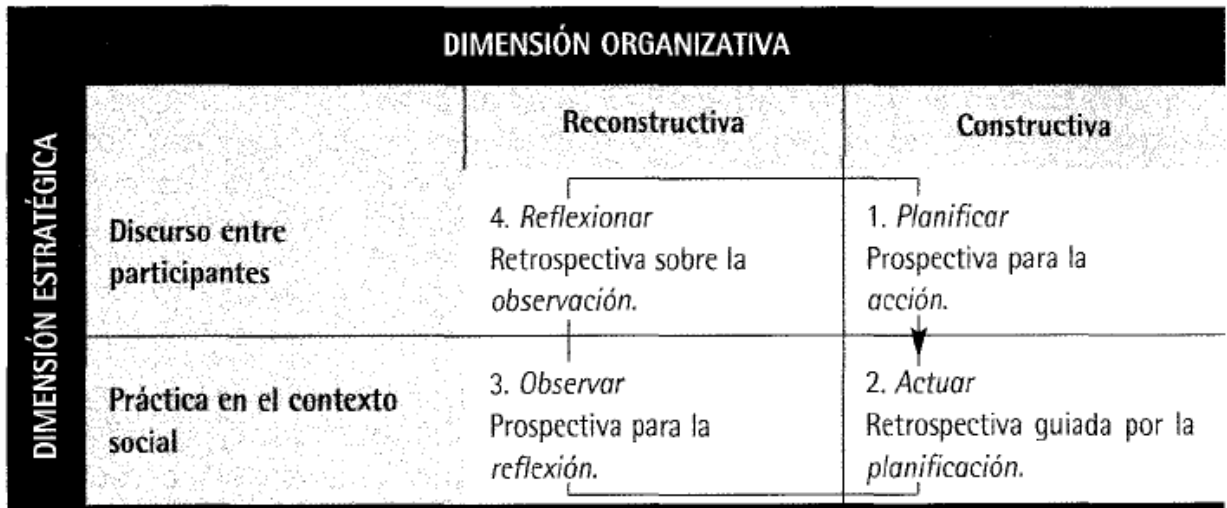 DIMENSIÓN ORGANIZATIVA
DIMENSIÓN ESTRATÉGICA
Reconstructiva
Constructiva
Discurso entre
participantes
4. Reflexionar
Retrospectiva sobre la
observación.
1. Planificar
Prospectiva para la
acción.
Práctica en el contexto
social
3. Observar
Prospectiva para la
reflexión.
2. Actuar
Retrospectiva guiada por la
planificación.